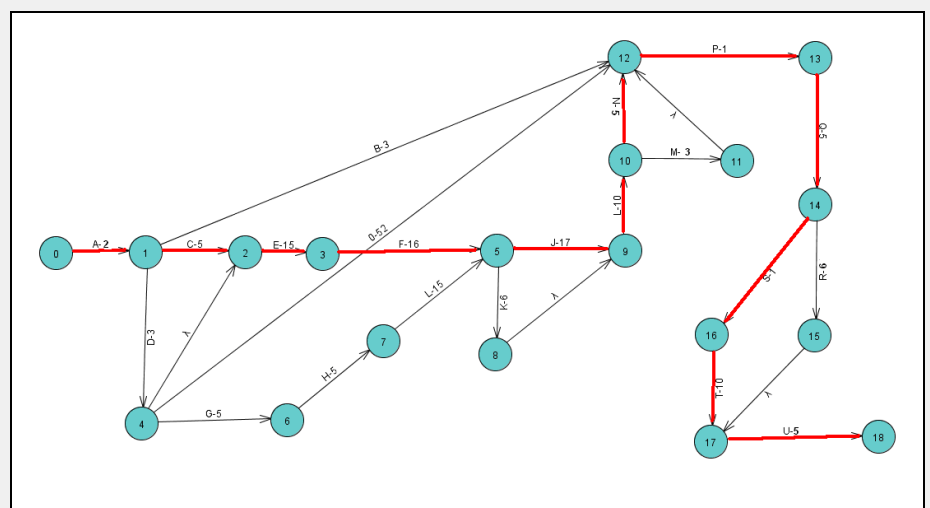 12
P-1
13
B-3
N-5
λ
O-5
10
M- 3
11
L-10
14
0-52
0
A-2
1
C-5
2
E-15
3
F-16
5
J-17
9
S-1
R-6
D-3
λ
L-15
K-6
λ
7
8
16
15
H-5
T-10
λ
4
G-5
6
17
U-5
18